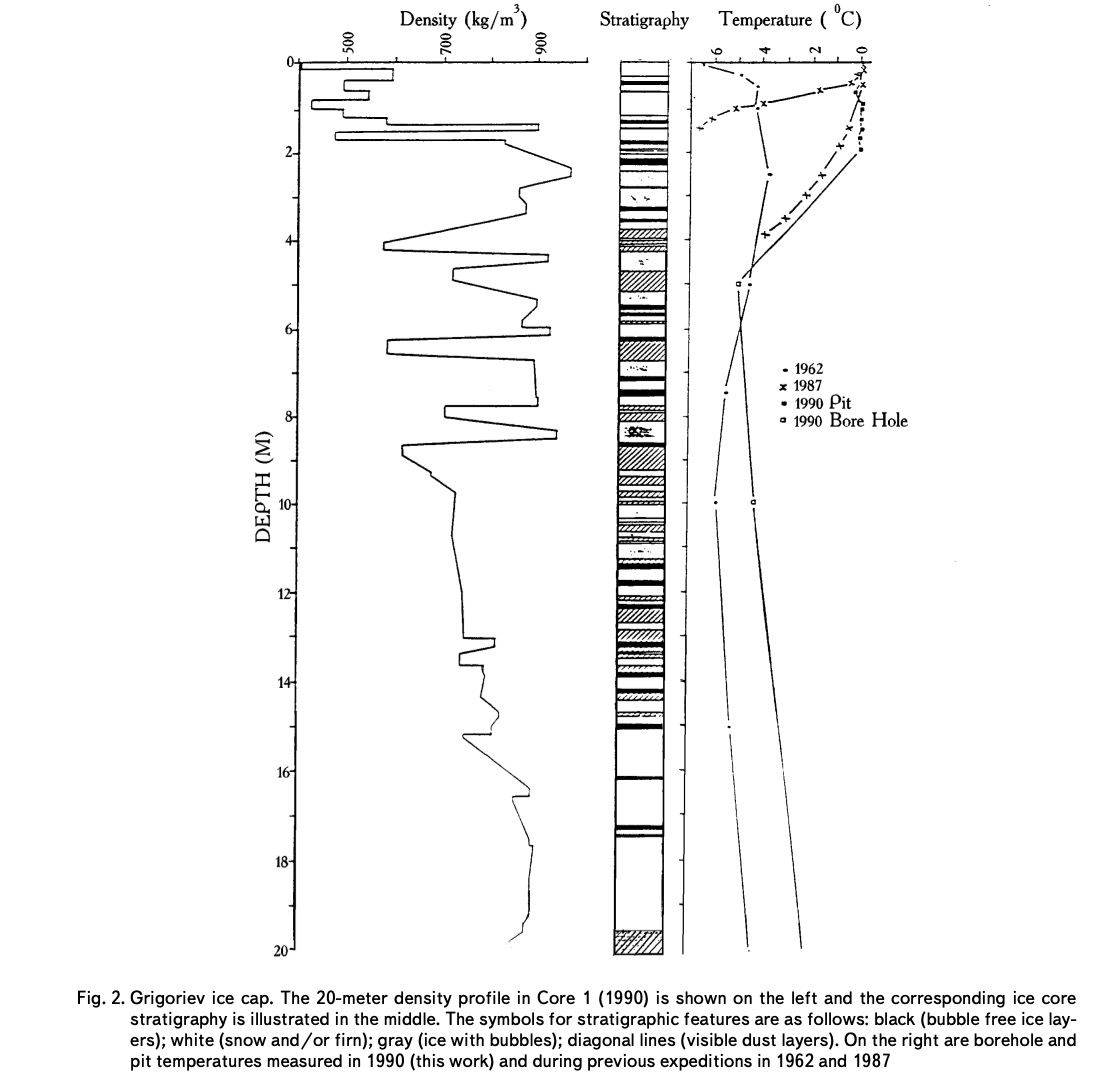 Density (kg/m³)
Stratigraphy
Temperature ( ⁰C)
500
700
900
6
4
2
0
0
2
4
6
8
10
12
14
16
18
20
DEPTH (M)
1962
1987
1990 Pit
1990 Bore Hole
Fig. 2. Grigoriev ice cap. The 20-meter density profile in Core 1 (1990) is shown on the left and the corresponding ice core
stratigraphy is illustrated in the middle. The symbols for stratigraphic features are as follows: black (bubble free ice lay-
ers); white (snow and/or firn); gray (ice with bubbles); diagonal lines (visible dust layers). On the right are borehole and
pit temperatures measured in 1990 (this work) and during previous expeditions in 1962 and 1987